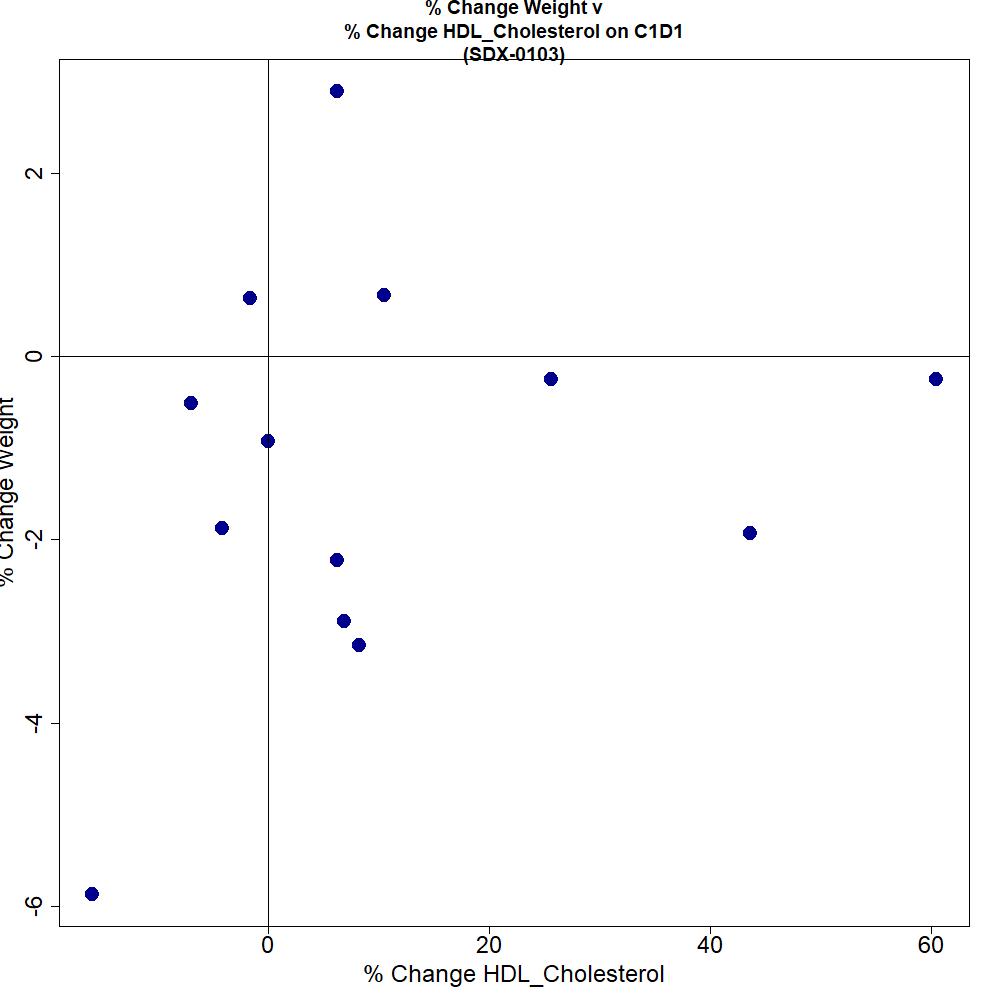 % Change Weight v
% Change HDL_Cholesterol on C1D1
(SDX-0103)
2
0
-2
-4
-6
% Change Weight
0
20
40
60
% Change HDL_Cholesterol